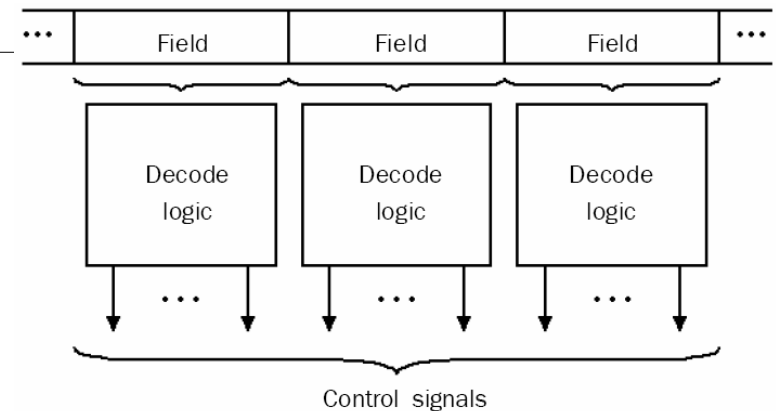 ... Field Field Field ...
Decode Decode Decode
logic logic logic
... ... ...
Control signals